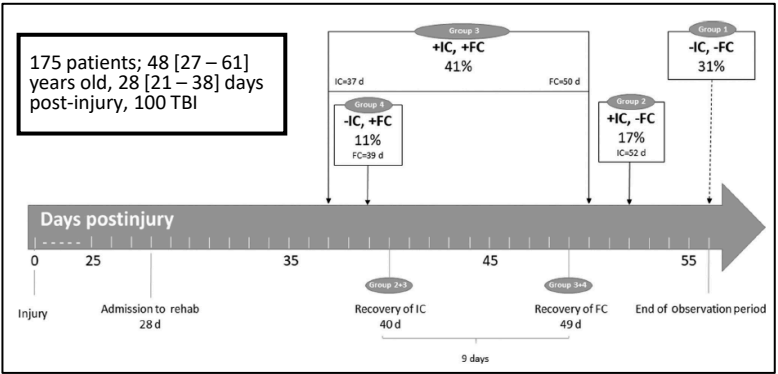 175 patients; 48 [27 – 61]
years old, 28 [21 – 38] days
post-injury, 100 TBI
Group 3
+IC, +FC
41%
IC=37 d
FC=50 d
Group 1
-IC, -FC
31%
Group 4
-IC, +FC
11%
FC=39 d
Group 2
+IC, -FC
17%
IC=52 d
Days postinjury
0
25
35
45
55
Group 2+3
Group 3+4
Injury
Admission to rehab
28 d
Recovery of IC
40 d
Recovery of FC
49 d
End of observation period
9 days